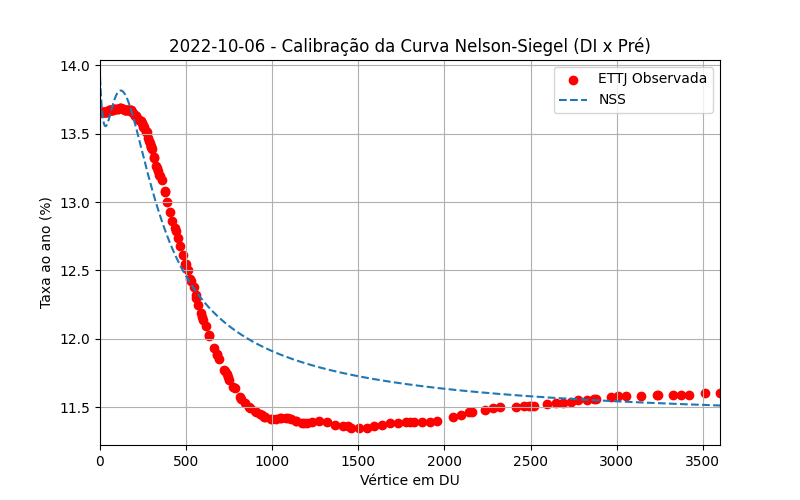 2022-10-06 - Calibração da Curva Nelson-Siegel (DI x Pré)
14.0
13.5
13.0
12.5
12.0
11.5
Taxa ao ano (%)
ETTJ Observada
NSS
0
500
1000
1500
2000
2500
3000
3500
Vértice em DU